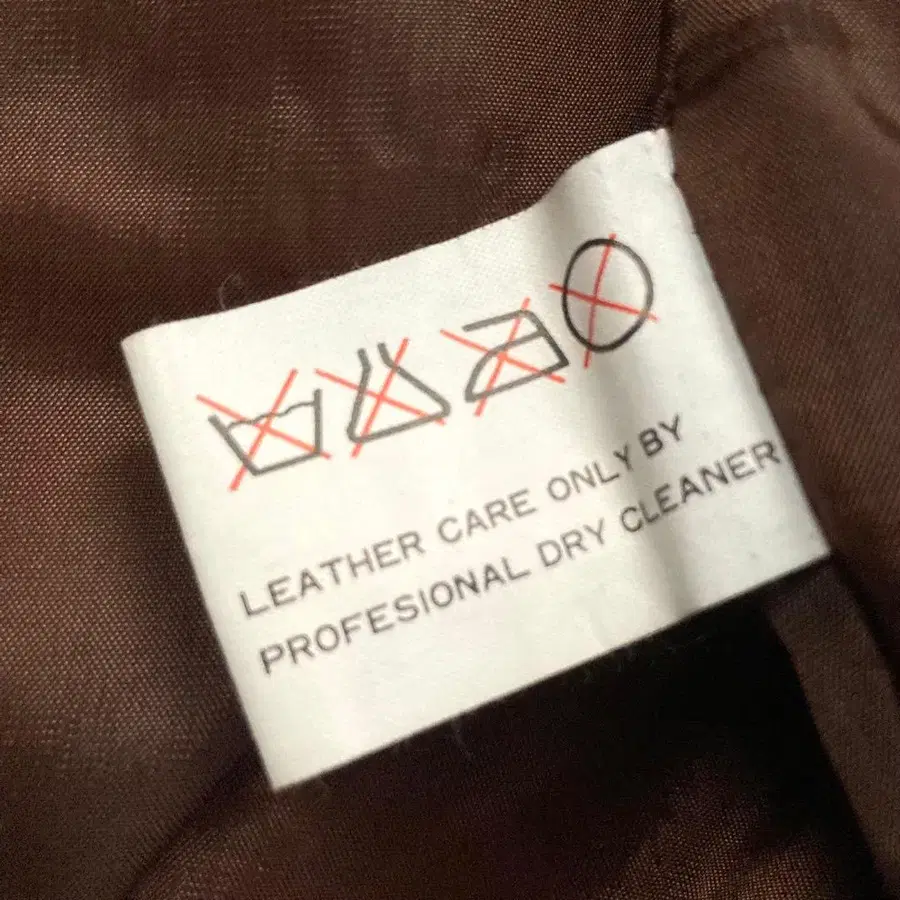 LEATHER CARE ONLY BY
PROFESIONAL DRY CLEANER